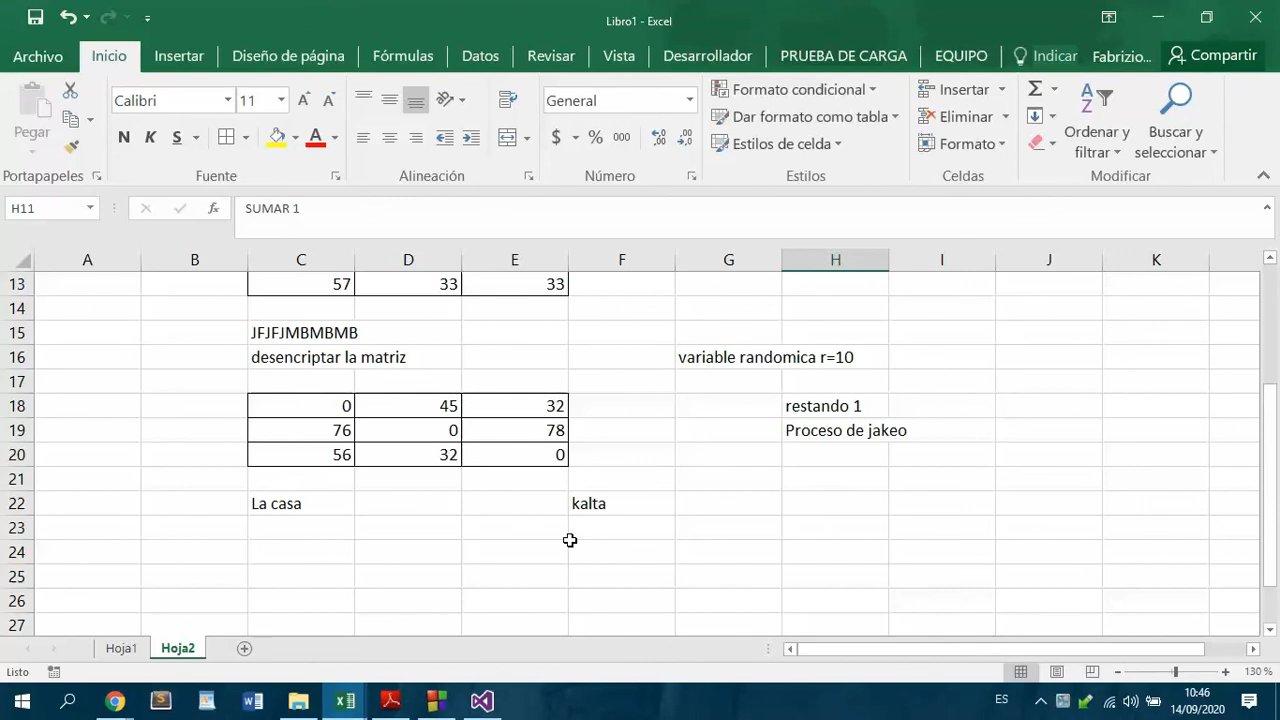 Libro1 - Excel
Archivo Inicio Insertar Diseño de página Fórmulas Datos Revisar Vista Desarrollador PRUEBA DE CARGA EQUIPO Indicar Fabrizio... Compartir
Pegar
Calibri 11
N K S
A
General
$ % 000
Formato condicional
Dar formato como tabla
Estilos de celda
Insertar
Eliminar
Formato
Ordenar y filtrar
Buscar y seleccionar
Portapapeles Fuente Alineación Número Estilos Celdas Modificar
H11 fx SUMAR 1
A B C D E F G H I J K
13 57 33 33
14
15 JFJFJMBMBMB
16 desencriptar la matriz variable randomica r=10
17
18 0 45 32 restando 1
19 76 0 78 Proceso de jakeo
20 56 32 0
21
22 La casa kalta
23
24
25
26
27
Hoja1 Hoja2
Listo 130 %
ES 10:46
14/09/2020